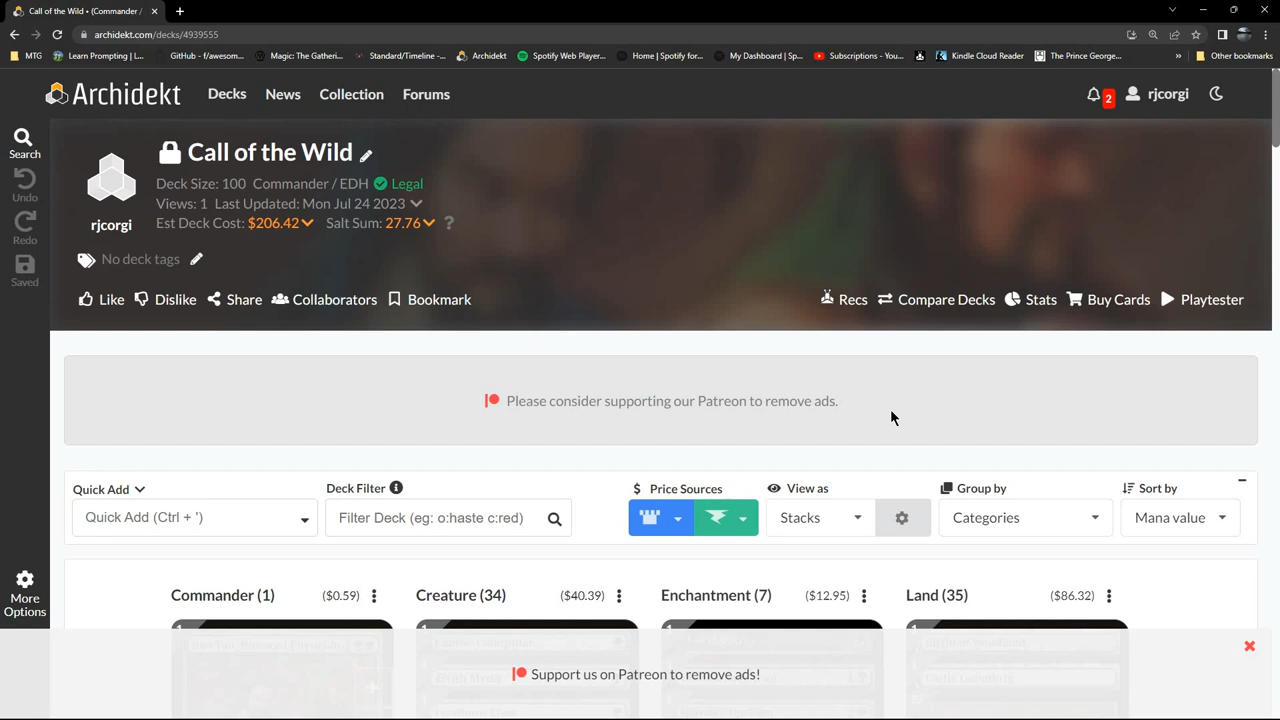 Call of the Wild • (Commander /
archidekt.com/decks/4939555
MTG
Learn Prompting | L...
GitHub - f/awesom...
Magic: The Gatheri...
Standard/Timeline -...
Archidekt
Spotify Web Player...
Home | Spotify for...
My Dashboard | Sp...
Subscriptions - You...
Kindle Cloud Reader
The Prince George...
»
Other bookmarks
Archidekt
Decks
News
Collection
Forums
2
rjcorgi
Search
Undo
Redo
Saved
More
Options
Call of the Wild
Deck Size: 100 Commander / EDH Legal
Views: 1 Last Updated: Mon Jul 24 2023
Est Deck Cost: $206.42 Salt Sum: 27.76 ?
rjcorgi
No deck tags
Like
Dislike
Share
Collaborators
Bookmark
Recs
Compare Decks
Stats
Buy Cards
Playtester
Please consider supporting our Patreon to remove ads.
Quick Add
Quick Add (Ctrl + ')
Deck Filter
Filter Deck (eg: o:haste c:red)
$ Price Sources
View as
Stacks
Group by
Categories
Sort by
Mana value
Commander (1) ($0.59)
Creature (34) ($40.39)
Enchantment (7) ($12.95)
Land (35) ($86.32)
1
1
1
1
Support us on Patreon to remove ads!